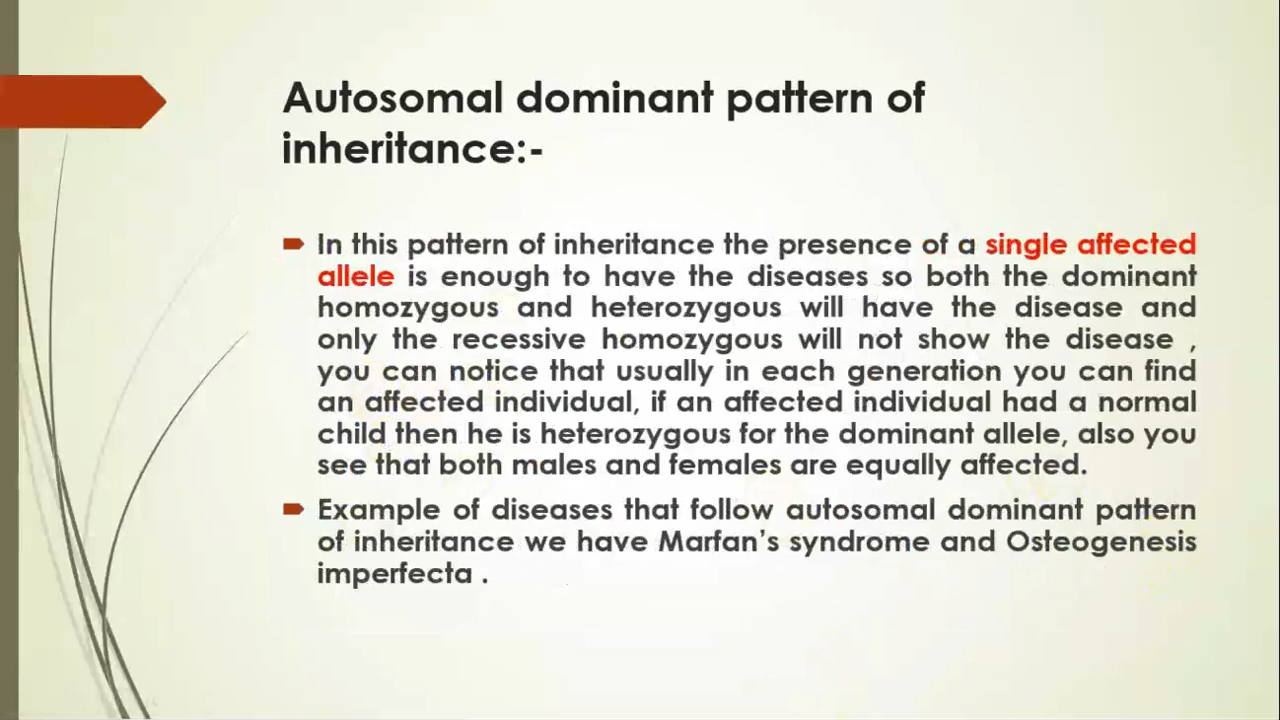 Autosomal dominant pattern of
inheritance:-
In this pattern of inheritance the presence of a single affected
allele is enough to have the diseases so both the dominant
homozygous and heterozygous will have the disease and
only the recessive homozygous will not show the disease ,
you can notice that usually in each generation you can find
an affected individual, if an affected individual had a normal
child then he is heterozygous for the dominant allele, also you
see that both males and females are equally affected.
Example of diseases that follow autosomal dominant pattern
of inheritance we have Marfan’s syndrome and Osteogenesis
imperfecta .